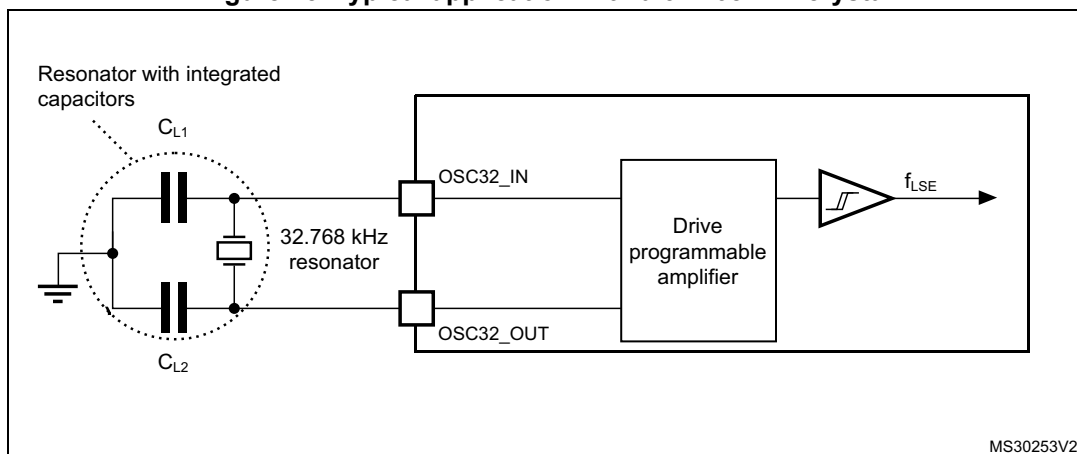 Resonator with integrated
capacitors
CL1
OSC32_IN
fLSE
32.768 kHz
resonator
Drive
programmable
amplifier
OSC32_OUT
CL2
MS30253V2